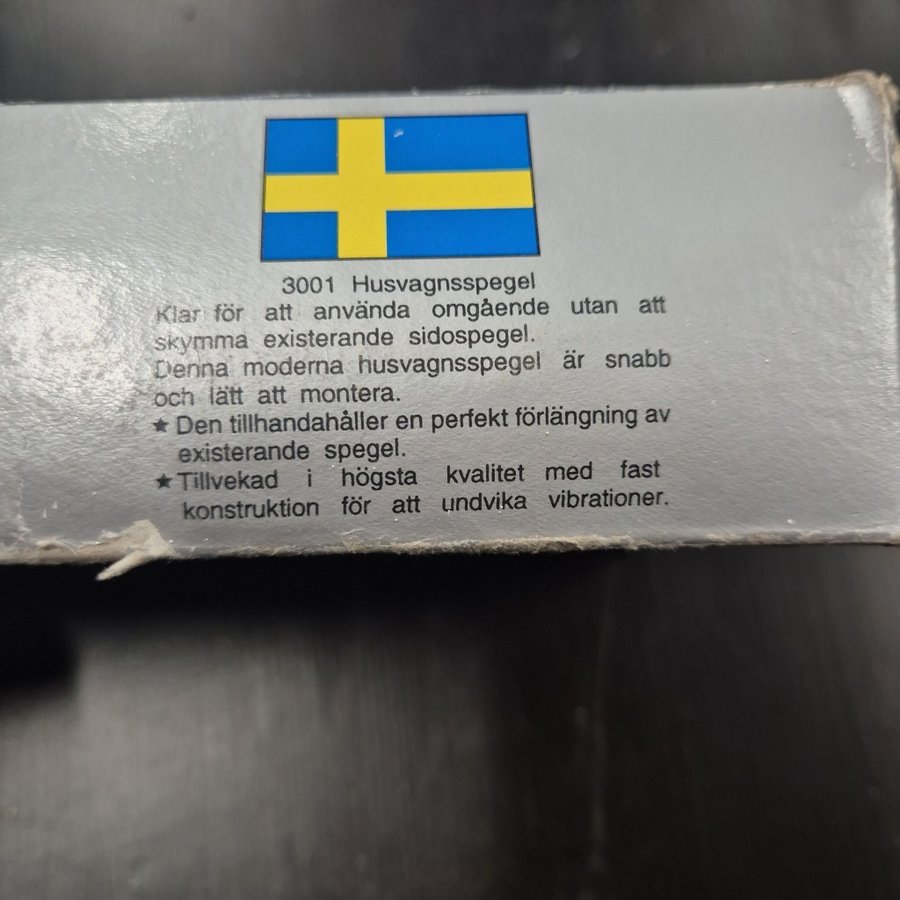 3001 Husvagnsspegel
Klar för att använda omgående utan att
skymma existerande sidospegel.
Denna moderna husvagnsspegel är snabb
och lätt att montera.
★ Den tillhandahåller en perfekt förlängning av
existerande spegel.
★ Tillvekad i högsta kvalitet med fast
konstruktion för att undvika vibrationer.